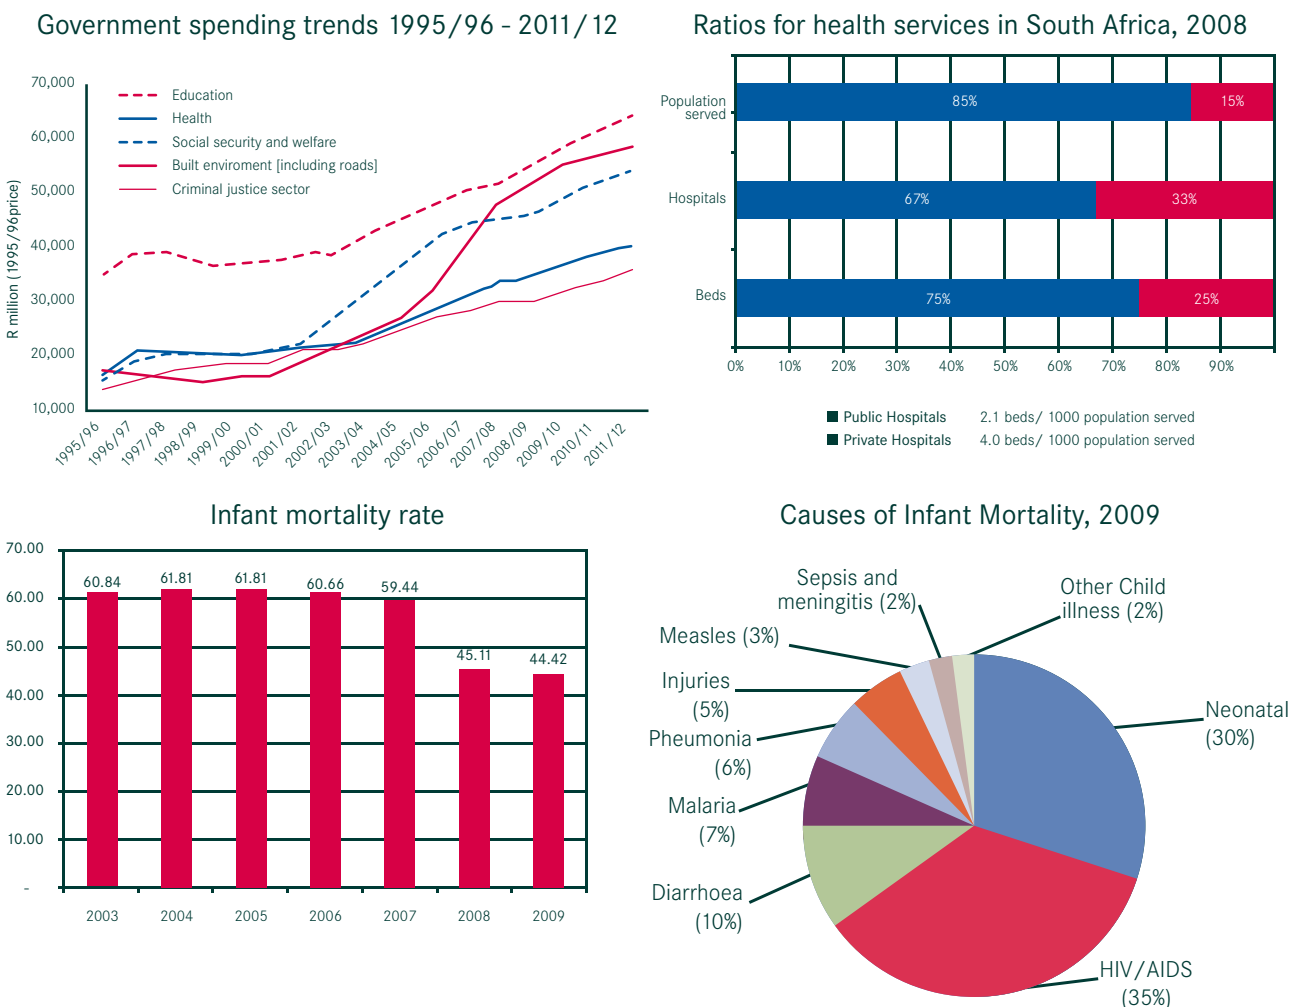 Government spending trends 1995/96 - 2011/12
70,000
60,000
50,000
40,000
30,000
20,000
10,000
R million (1995/96price)
Education
Health
Social security and welfare
Built enviroment [including roads]
Criminal justice sector
1995/96
1996/97
1997/98
1998/99
1999/00
2000/01
2001/02
2002/03
2003/04
2004/05
2005/06
2006/07
2007/08
2008/09
2009/10
2010/11
2011/12
Ratios for health services in South Africa, 2008
Population
served
85%
15%
Hospitals
67%
33%
Beds
75%
25%
0%
10%
20%
30%
40%
50%
60%
70%
80%
90%
Public Hospitals 2.1 beds/ 1000 population served
Private Hospitals 4.0 beds/ 1000 population served
Infant mortality rate
70.00
60.00
50.00
40.00
30.00
20.00
10.00
-
60.84
61.81
61.81
60.66
59.44
45.11
44.42
2003
2004
2005
2006
2007
2008
2009
Causes of Infant Mortality, 2009
Sepsis and
meningitis (2%)
Other Child
illness (2%)
Measles (3%)
Injuries
(5%)
Pheumonia
(6%)
Malaria
(7%)
Diarrhoea
(10%)
Neonatal
(30%)
HIV/AIDS
(35%)